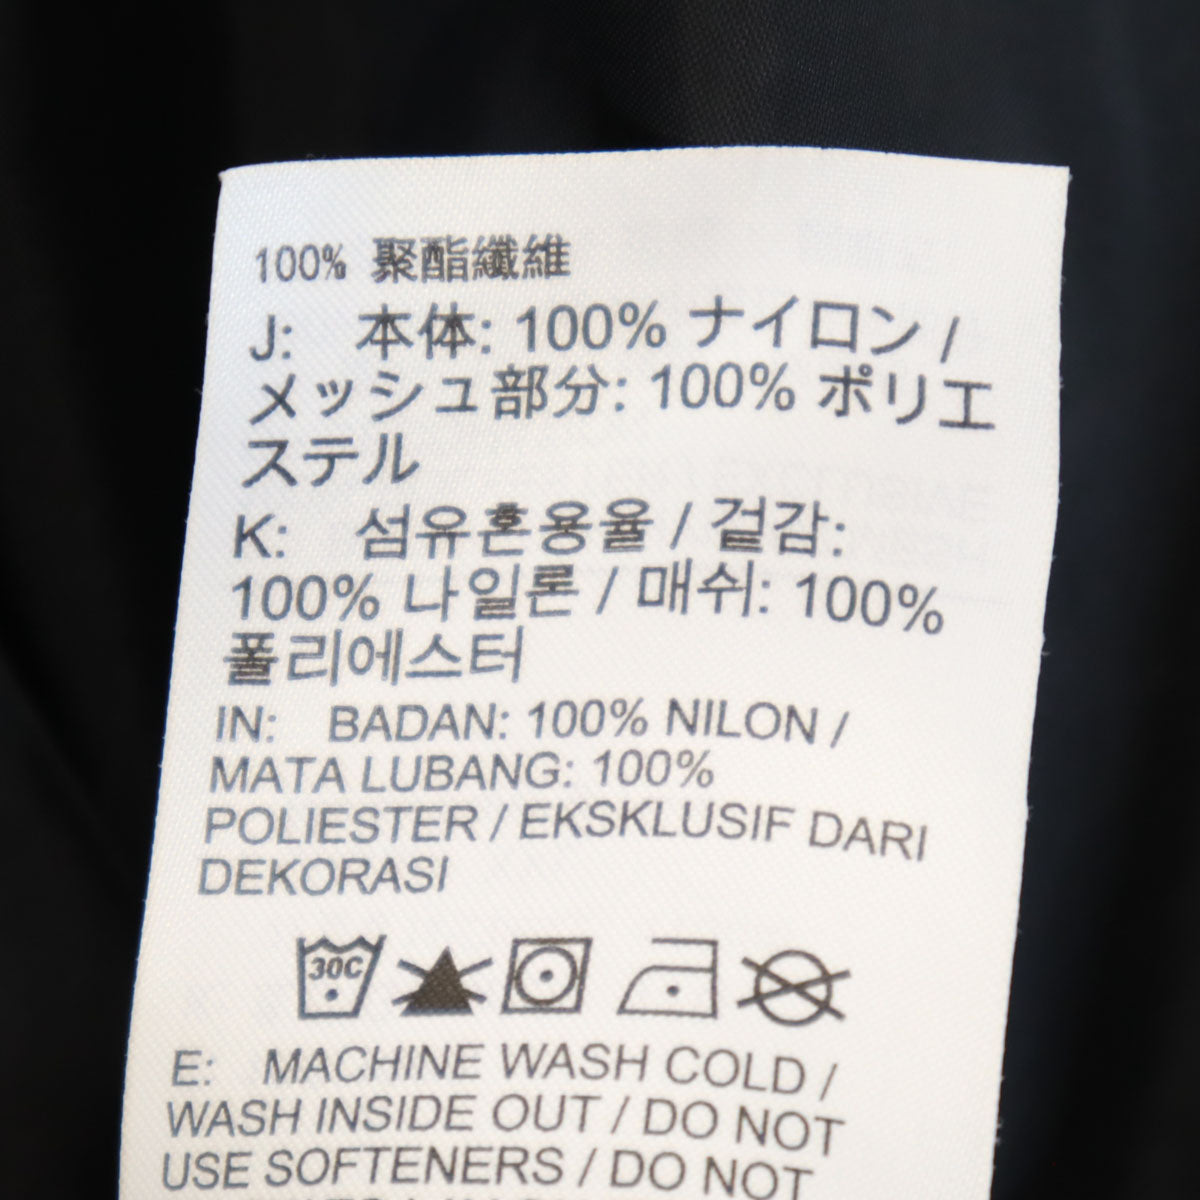 100% 聚酯纖維
J: 本体: 100% ナイロン /
メッシュ部分: 100% ポリエ
ステル
K: 섬유혼용율 / 겉감:
100% 나일론 / 매쉬: 100%
폴리에스터
IN: BADAN: 100% NILON /
MATA LUBANG: 100%
POLIESTER / EKSKLUSIF DARI
DEKORASI
30C
E: MACHINE WASH COLD /
WASH INSIDE OUT / DO NOT
USE SOFTENERS / DO NOT